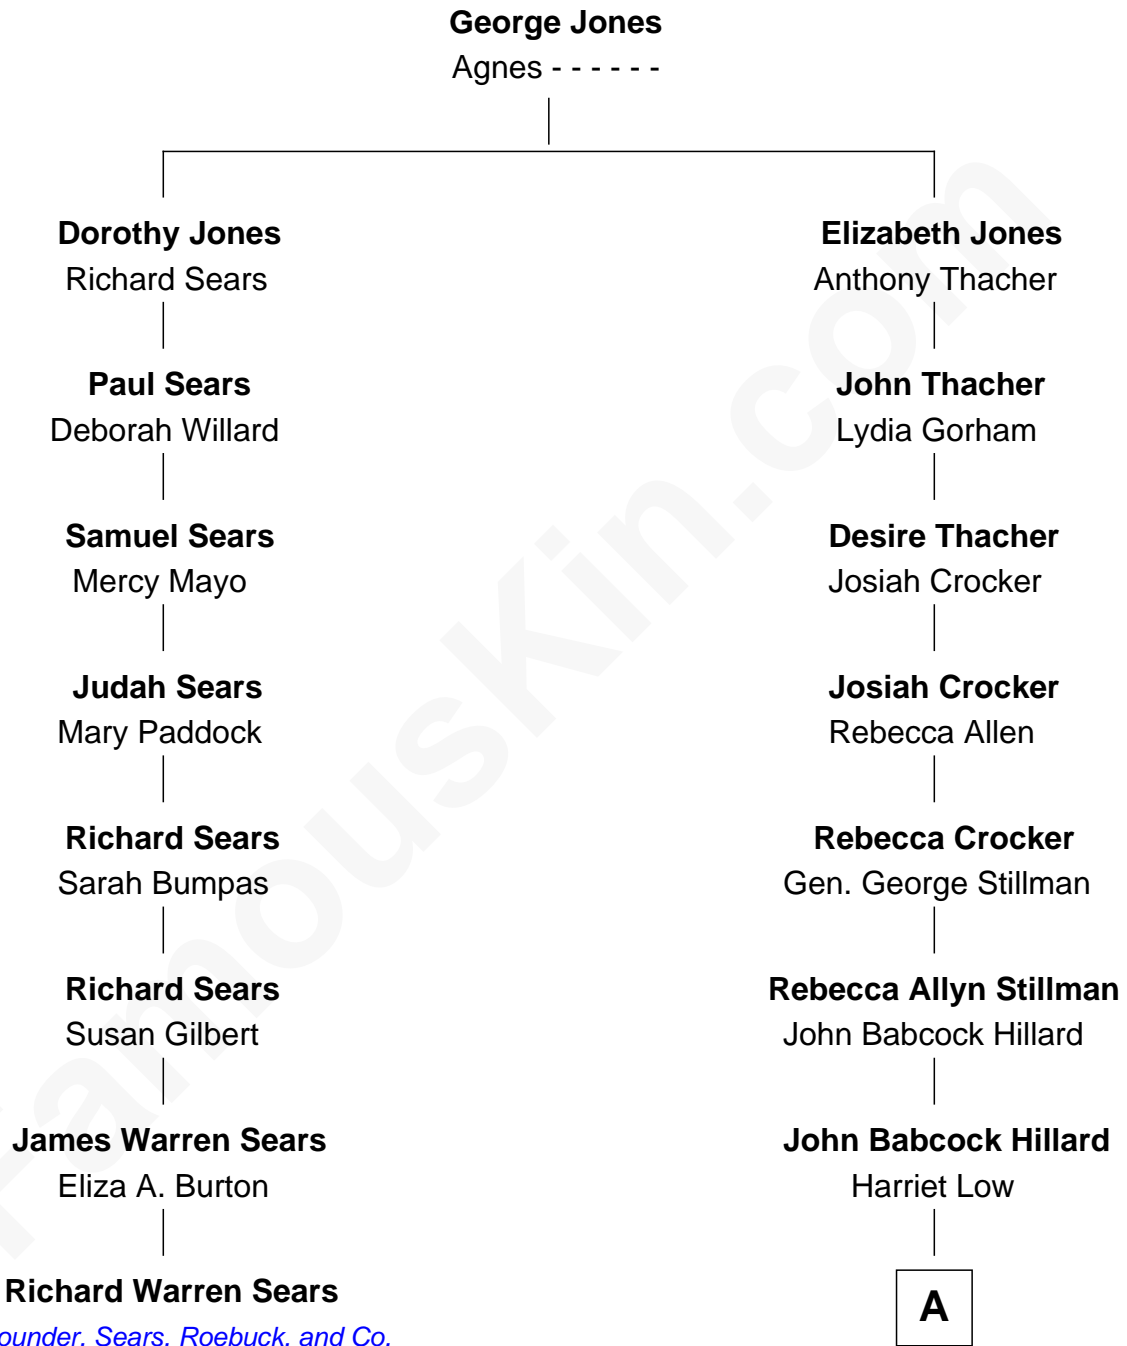 George Jones
Agnes - - - - - -
Dorothy Jones
Richard Sears
Elizabeth Jones
Anthony Thacher
Paul Sears
Deborah Willard
John Thacher
Lydia Gorham
Samuel Sears
Mercy Mayo
Desire Thacher
Josiah Crocker
Judah Sears
Mary Paddock
Josiah Crocker
Rebecca Allen
Richard Sears
Sarah Bumpas
Rebecca Crocker
Gen. George Stillman
Richard Sears
Susan Gilbert
Rebecca Allyn Stillman
John Babcock Hillard
James Warren Sears
Eliza A. Burton
John Babcock Hillard
Harriet Low
Richard Warren Sears
ounder, Sears, Roebuck, and Co.
A
FamousKin.com